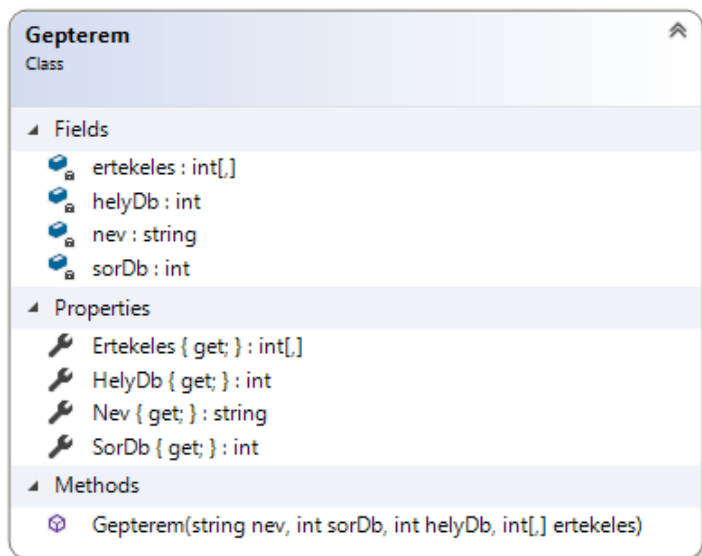 Gepterem
Class
Fields
ertekeles : int[,]
helyDb : int
nev : string
sorDb : int
Properties
Ertekeles { get; } : int[,]
HelyDb { get; } : int
Nev { get; } : string
SorDb { get; } : int
Methods
Gepterem(string nev, int sorDb, int helyDb, int[,] ertekeles)